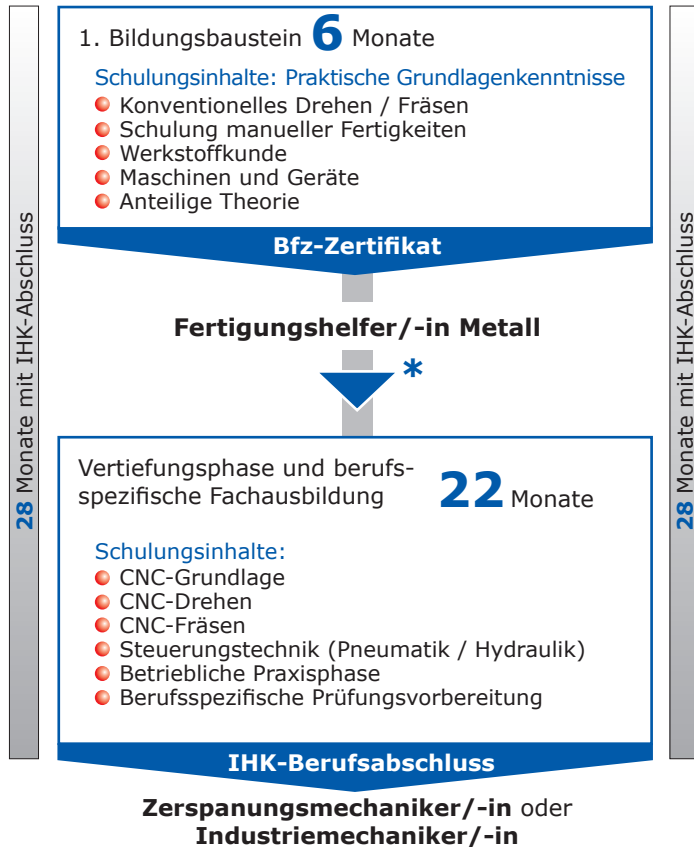 28 Monate mit IHK-Abschluss
1. Bildungsbaustein 6 Monate
Schulungsinhalte: Praktische Grundlagenkenntnisse
Konventionelles Drehen / Fräsen
Schulung manueller Fertigkeiten
Werkstoffkunde
Maschinen und Geräte
Anteilige Theorie
Bfz-Zertifikat
Fertigungshelfer/-in Metall
*
Vertiefungsphase und berufs-
spezifische Fachausbildung 22 Monate
Schulungsinhalte:
CNC-Grundlage
CNC-Drehen
CNC-Fräsen
Steuerungstechnik (Pneumatik / Hydraulik)
Betriebliche Praxisphase
Berufsspezifische Prüfungsvorbereitung
IHK-Berufsabschluss
Zerspanungsmechaniker/-in oder
Industriemechaniker/-in
28 Monate mit IHK-Abschluss